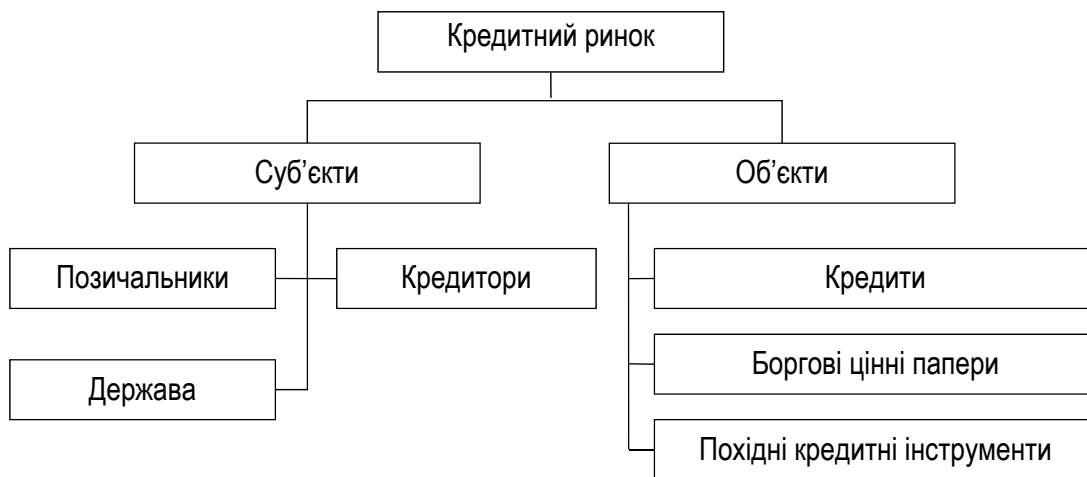 Кредитний ринок
Суб’єкти
Об’єкти
Позичальники
Кредитори
Кредити
Держава
Боргові цінні папери
Похідні кредитні інструменти